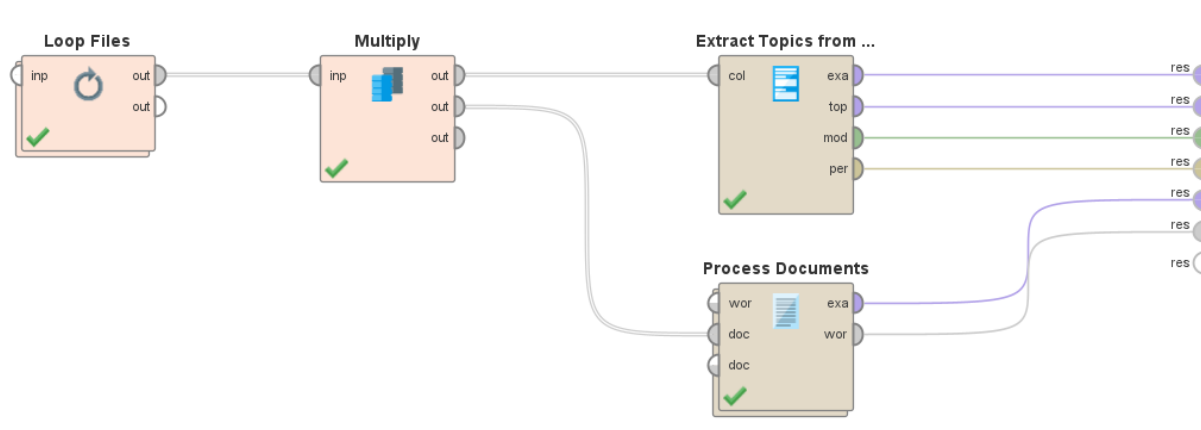 Loop Files
Multiply
Extract Topics from ...
inp
out
out
inp
out
out
out
col
exa
top
mod
per
res
res
res
res
res
res
res
Process Documents
wor
doc
doc
exa
wor